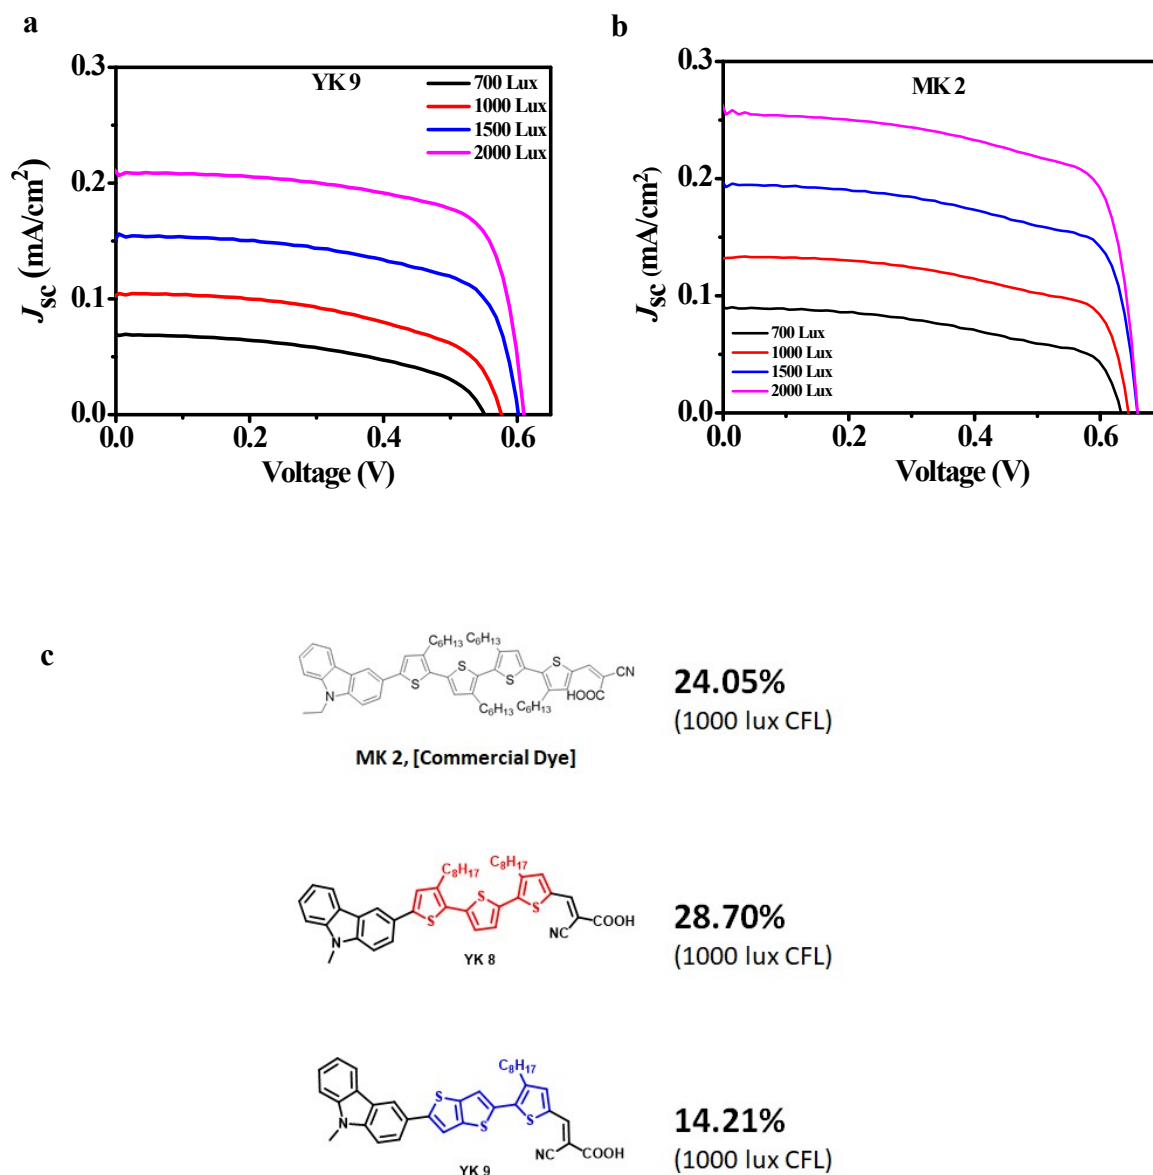 a
YK 9
700 Lux
1000 Lux
1500 Lux
2000 Lux
0.3
0.2
0.1
0.0
Jsc (mA/cm2)
0.0 0.2 0.4 0.6
Voltage (V)
b
MK 2
700 Lux
1000 Lux
1500 Lux
2000 Lux
0.3
0.2
0.1
0.0
Jsc (mA/cm2)
0.0 0.2 0.4 0.6
Voltage (V)
c
C6H13 C6H13
S S S S CN
N HOOC
C6H13 C6H13
MK 2, [Commercial Dye]
24.05%
(1000 lux CFL)
C8H17 C8H17
S S S
N NC COOH
YK 8
28.70%
(1000 lux CFL)
C8H17
S S S
N NC COOH
YK 9
14.21%
(1000 lux CFL)